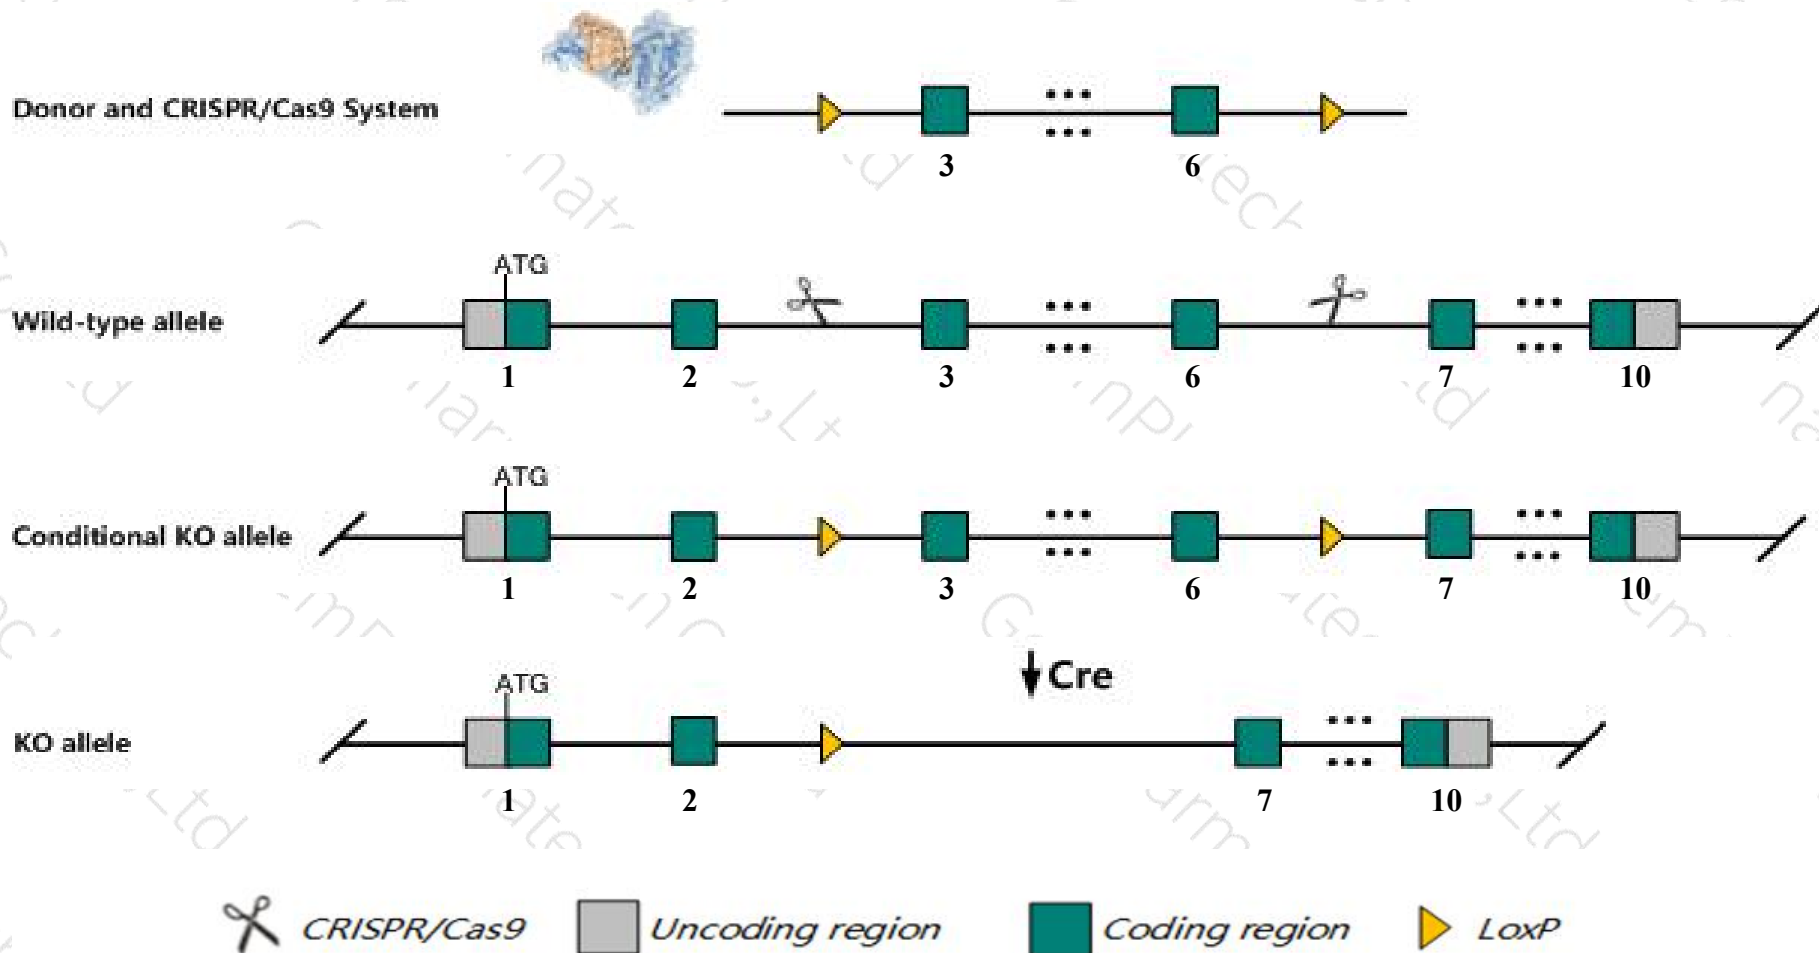 Donor and CRISPR/Cas9 System
3 6
ATG
Wild-type allele
1 2 3 6 7 10
ATG
Conditional KO allele
1 2 3 6 7 10
Cre
ATG
KO allele
1 2 7 10
CRISPR/Cas9 Uncoding region Coding region LoxP